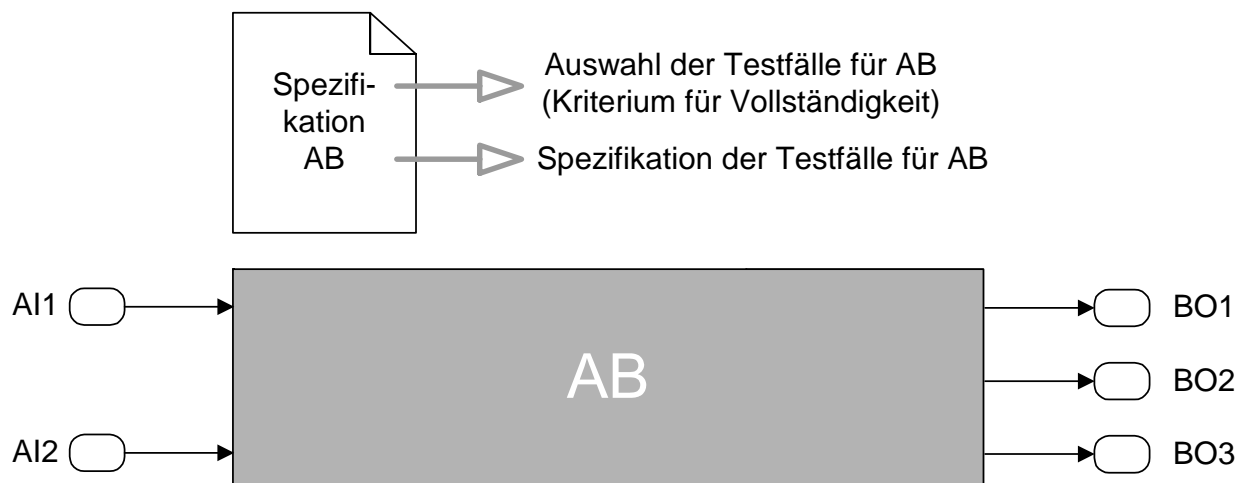 Spezifi-
kation
AB
Auswahl der Testfälle für AB
(Kriterium für Vollständigkeit)
Spezifikation der Testfälle für AB
AI1
AI2
AB
BO1
BO2
BO3